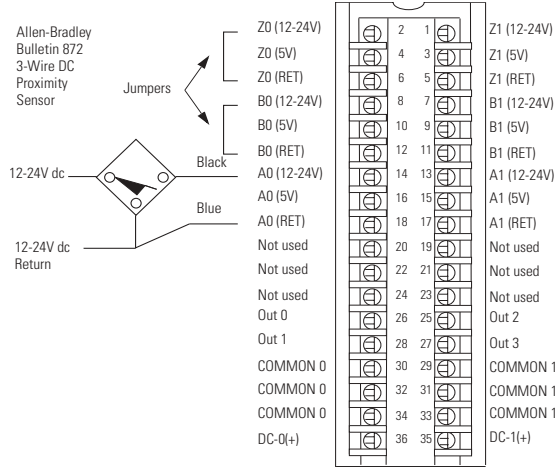 Allen-Bradley
Bulletin 872
3-Wire DC
Proximity
Sensor
Jumpers
12-24V dc
Black
Blue
12-24V dc
Return
Z0 (12-24V) 2 1 Z1 (12-24V)
Z0 (5V) 4 3 Z1 (5V)
Z0 (RET) 6 5 Z1 (RET)
B0 (12-24V) 8 7 B1 (12-24V)
B0 (5V) 10 9 B1 (5V)
B0 (RET) 12 11 B1 (RET)
A0 (12-24V) 14 13 A1 (12-24V)
A0 (5V) 16 15 A1 (5V)
A0 (RET) 18 17 A1 (RET)
Not used 20 19 Not used
Not used 22 21 Not used
Not used 24 23 Not used
Out 0 26 25 Out 2
Out 1 28 27 Out 3
COMMON 0 30 29 COMMON 1
COMMON 0 32 31 COMMON 1
COMMON 0 34 33 COMMON 1
DC-0(+) 36 35 DC-1(+)